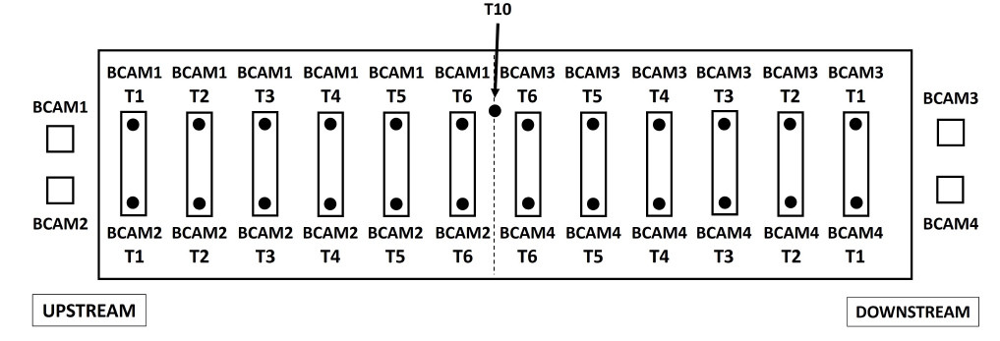 T10
BCAM1 BCAM1 BCAM1 BCAM1 BCAM1 BCAM1 BCAM3 BCAM3 BCAM3 BCAM3 BCAM3 BCAM3
T1 T2 T3 T4 T5 T6 T6 T5 T4 T3 T2 T1
BCAM1
BCAM3
BCAM2
BCAM4
BCAM2 BCAM2 BCAM2 BCAM2 BCAM2 BCAM2 BCAM4 BCAM4 BCAM4 BCAM4 BCAM4 BCAM4
T1 T2 T3 T4 T5 T6 T6 T5 T4 T3 T2 T1
UPSTREAM
DOWNSTREAM